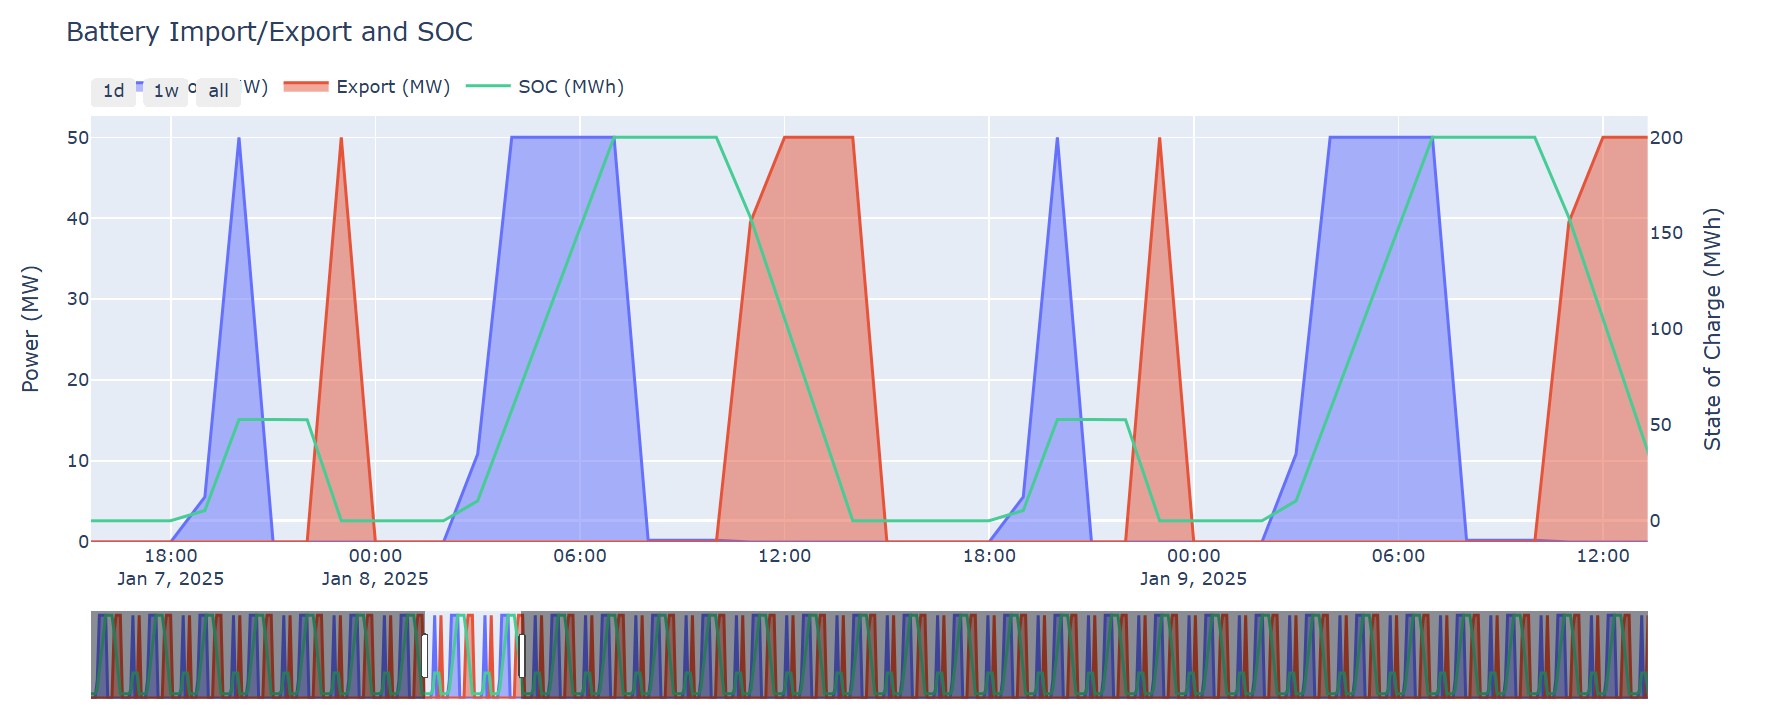 Battery Import/Export and SOC
1d 1w all W) Export (MW) SOC (MWh)
50 200
40
150
30
Power (MW)
State of Charge (MWh)
100
20
50
10
0
0
18:00 00:00 06:00 12:00 18:00 00:00 06:00 12:00
Jan 7, 2025 Jan 8, 2025 Jan 9, 2025